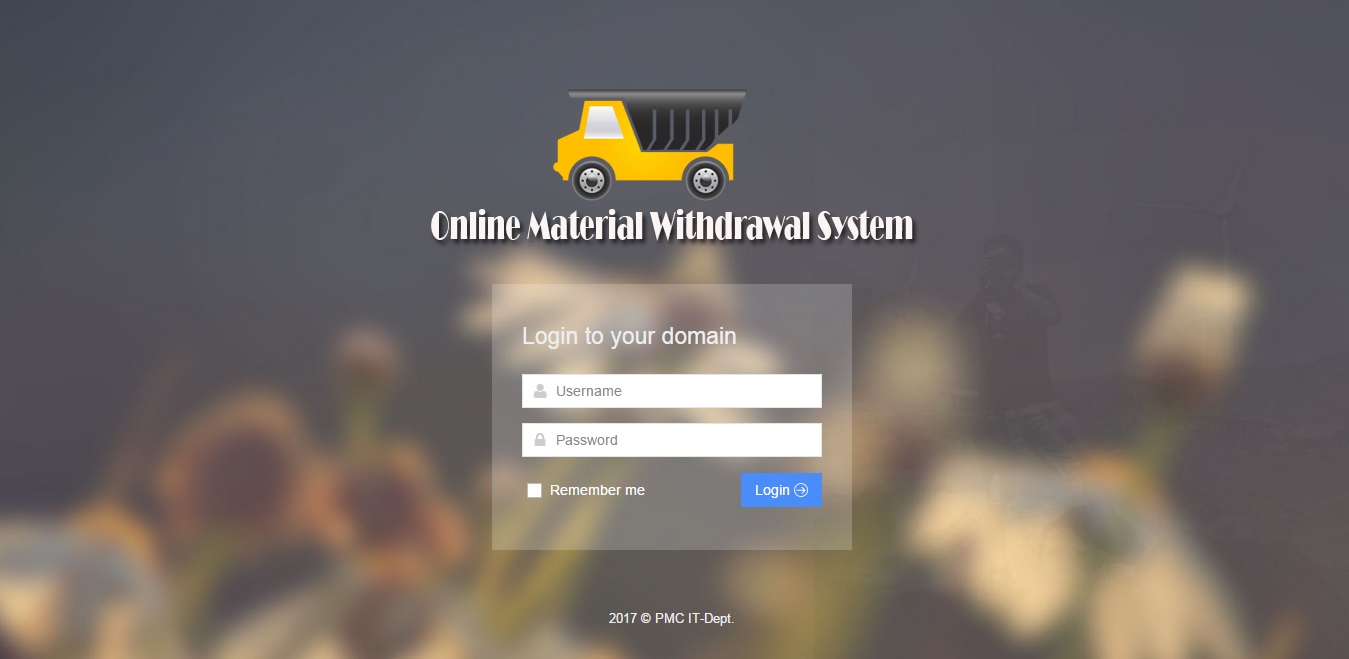 Online Material Withdrawal System
Login to your domain
Username
Password
Remember me
Login
2017 © PMC IT-Dept.